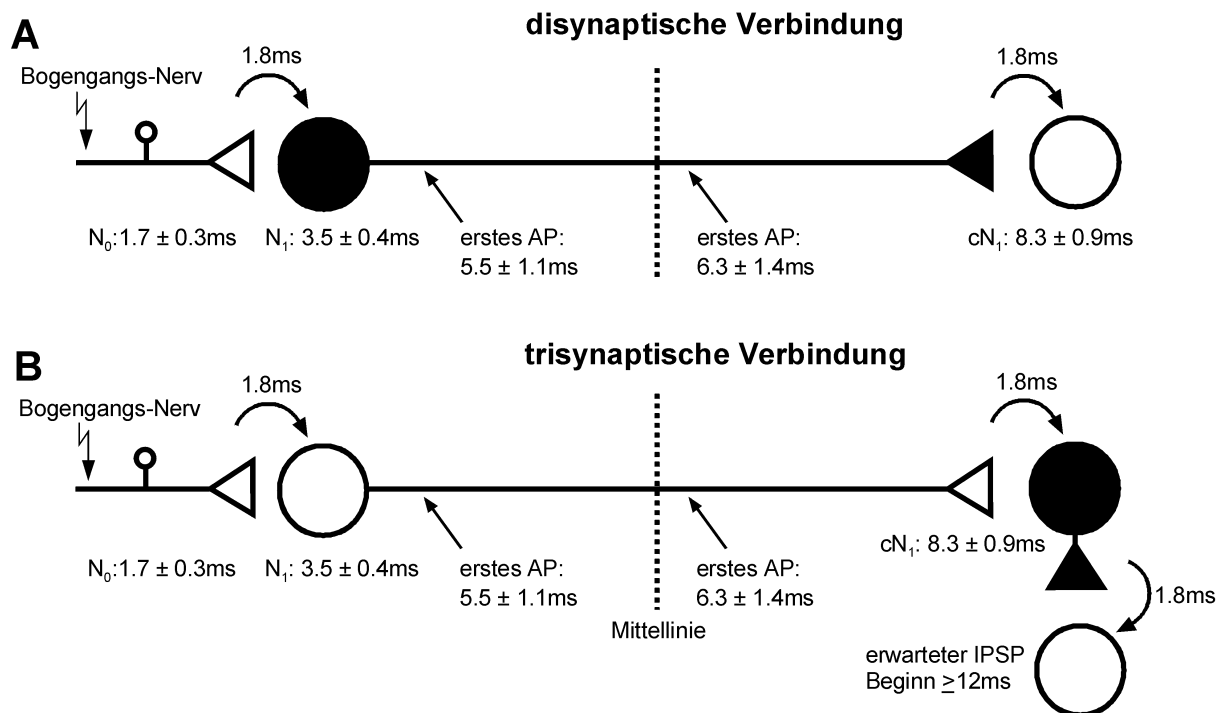 A
disynaptische Verbindung
1.8ms
1.8ms
Bogengangs-Nerv
N₀:1.7 ± 0.3ms
N₁: 3.5 ± 0.4ms
erstes AP:
5.5 ± 1.1ms
erstes AP:
6.3 ± 1.4ms
cN₁: 8.3 ± 0.9ms
B
trisynaptische Verbindung
1.8ms
1.8ms
Bogengangs-Nerv
N₀:1.7 ± 0.3ms
N₁: 3.5 ± 0.4ms
erstes AP:
5.5 ± 1.1ms
erstes AP:
6.3 ± 1.4ms
cN₁: 8.3 ± 0.9ms
1.8ms
Mittellinie
erwarteter IPSP
Beginn ≥12ms